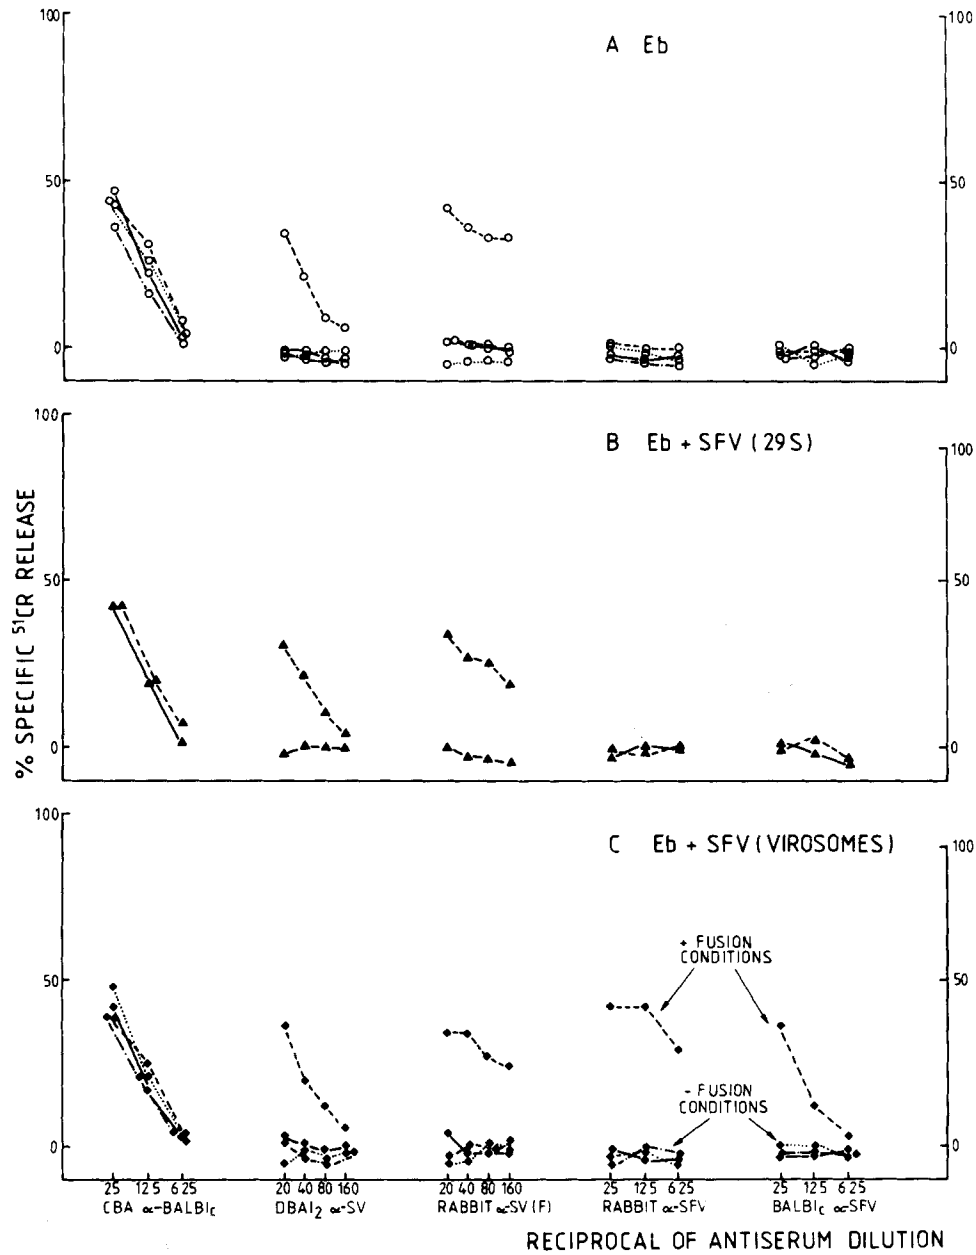 100
50
0
100
50
0
A Eb
100
50
0
100
50
0
B Eb + SFV (29S)
% SPECIFIC ⁵¹CR RELEASE
100
50
0
100
50
0
C Eb + SFV (VIROSOMES)
+ FUSION
CONDITIONS
- FUSION
CONDITIONS
25 125 625
20 40 80 160
20 40 80 160
25 125 625
25 125 625
CBA α-BALB/c
DBA/2 α-SV
RABBIT α-SV (F)
RABBIT α-SFV
BALB/c α-SFV
RECIPROCAL OF ANTISERUM DILUTION